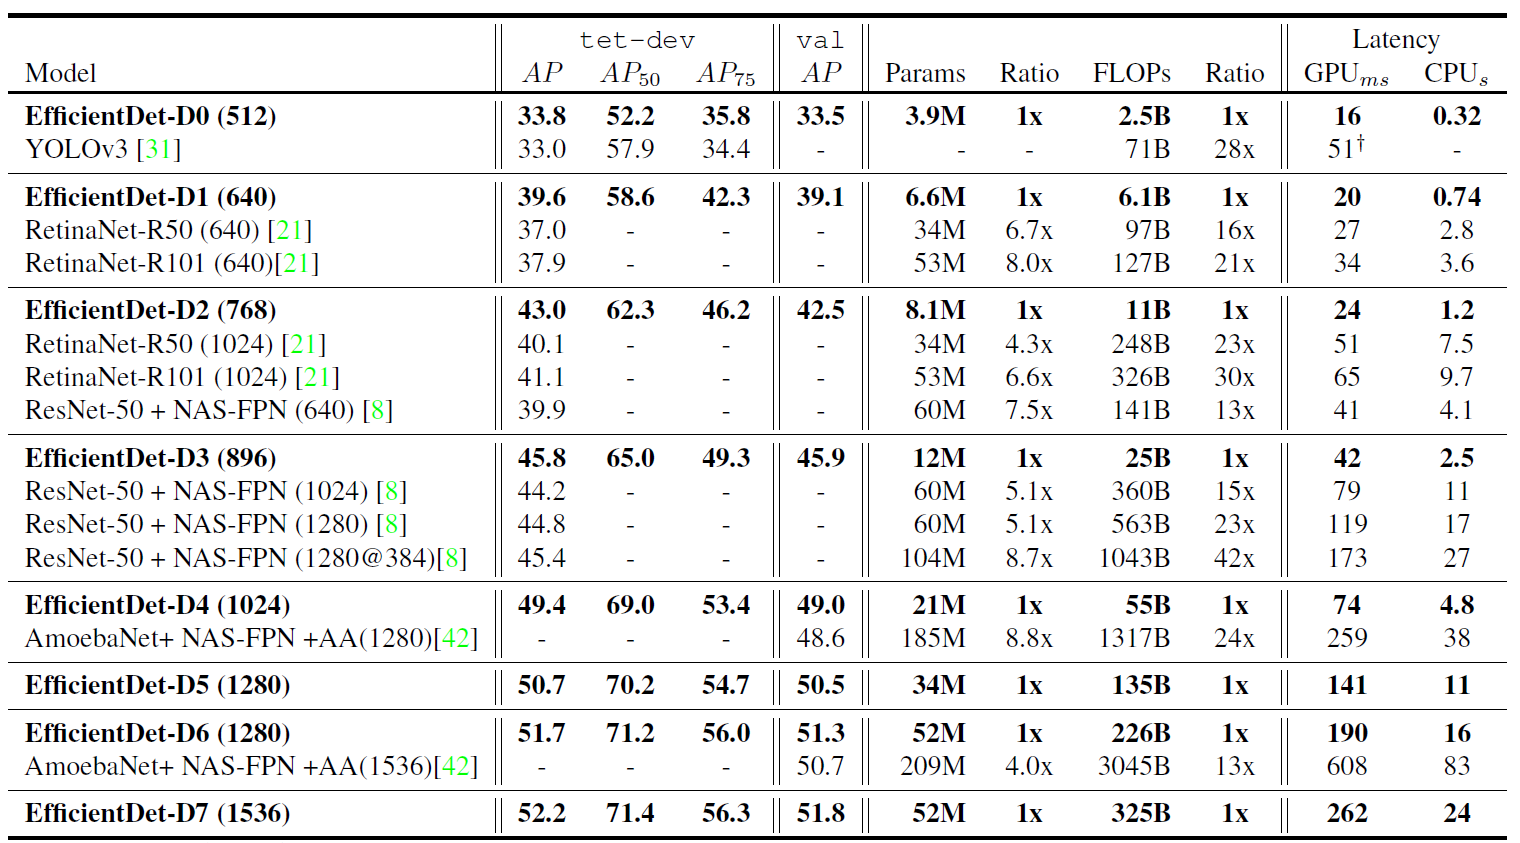 tet-dev val Latency
Model AP AP50 AP75 AP Params Ratio FLOPs Ratio GPUms CPUs
EfficientDet-D0 (512) 33.8 52.2 35.8 33.5 3.9M 1x 2.5B 1x 16 0.32
YOLOv3 [31] 33.0 57.9 34.4 - - - 71B 28x 51† -
EfficientDet-D1 (640) 39.6 58.6 42.3 39.1 6.6M 1x 6.1B 1x 20 0.74
RetinaNet-R50 (640) [21] 37.0 - - - 34M 6.7x 97B 16x 27 2.8
RetinaNet-R101 (640)[21] 37.9 - - - 53M 8.0x 127B 21x 34 3.6
EfficientDet-D2 (768) 43.0 62.3 46.2 42.5 8.1M 1x 11B 1x 24 1.2
RetinaNet-R50 (1024) [21] 40.1 - - - 34M 4.3x 248B 23x 51 7.5
RetinaNet-R101 (1024) [21] 41.1 - - - 53M 6.6x 326B 30x 65 9.7
ResNet-50 + NAS-FPN (640) [8] 39.9 - - - 60M 7.5x 141B 13x 41 4.1
EfficientDet-D3 (896) 45.8 65.0 49.3 45.9 12M 1x 25B 1x 42 2.5
ResNet-50 + NAS-FPN (1024) [8] 44.2 - - - 60M 5.1x 360B 15x 79 11
ResNet-50 + NAS-FPN (1280) [8] 44.8 - - - 60M 5.1x 563B 23x 119 17
ResNet-50 + NAS-FPN (1280@384)[8] 45.4 - - - 104M 8.7x 1043B 42x 173 27
EfficientDet-D4 (1024) 49.4 69.0 53.4 49.0 21M 1x 55B 1x 74 4.8
AmoebaNet+ NAS-FPN +AA(1280)[42] - - - 48.6 185M 8.8x 1317B 24x 259 38
EfficientDet-D5 (1280) 50.7 70.2 54.7 50.5 34M 1x 135B 1x 141 11
EfficientDet-D6 (1280) 51.7 71.2 56.0 51.3 52M 1x 226B 1x 190 16
AmoebaNet+ NAS-FPN +AA(1536)[42] - - - 50.7 209M 4.0x 3045B 13x 608 83
EfficientDet-D7 (1536) 52.2 71.4 56.3 51.8 52M 1x 325B 1x 262 24